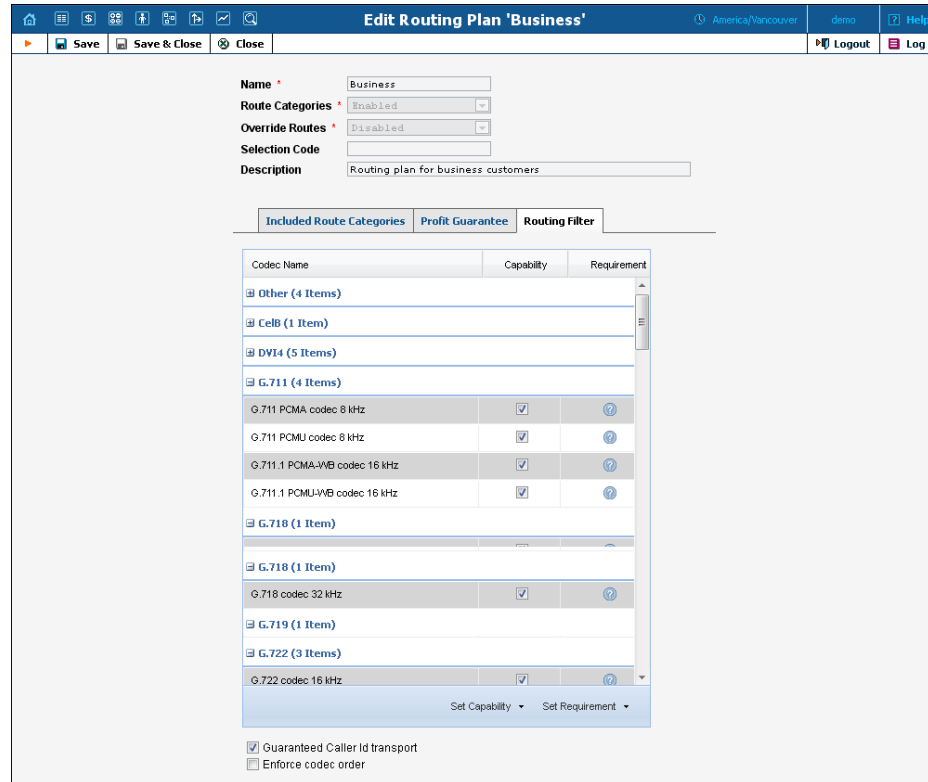 Edit Routing Plan 'Business'
America/Vancouver
demo
Help
Save
Save & Close
Close
Logout
Log
Name *
Business
Route Categories *
Enabled
Override Routes *
Disabled
Selection Code
Description
Routing plan for business customers
Included Route Categories
Profit Guarantee
Routing Filter
Codec Name
Capability
Requirement
Other (4 Items)
CelB (1 Item)
DVI4 (5 Items)
G.711 (4 Items)
G.711 PCMA codec 8 kHz
G.711 PCMU codec 8 kHz
G.711.1 PCMA-WB codec 16 kHz
G.711.1 PCMU-WB codec 16 kHz
G.718 (1 Item)
G.718 (1 Item)
G.718 codec 32 kHz
G.719 (1 Item)
G.722 (3 Items)
G.722 codec 16 kHz
Set Capability
Set Requirement
Guaranteed Caller Id transport
Enforce codec order